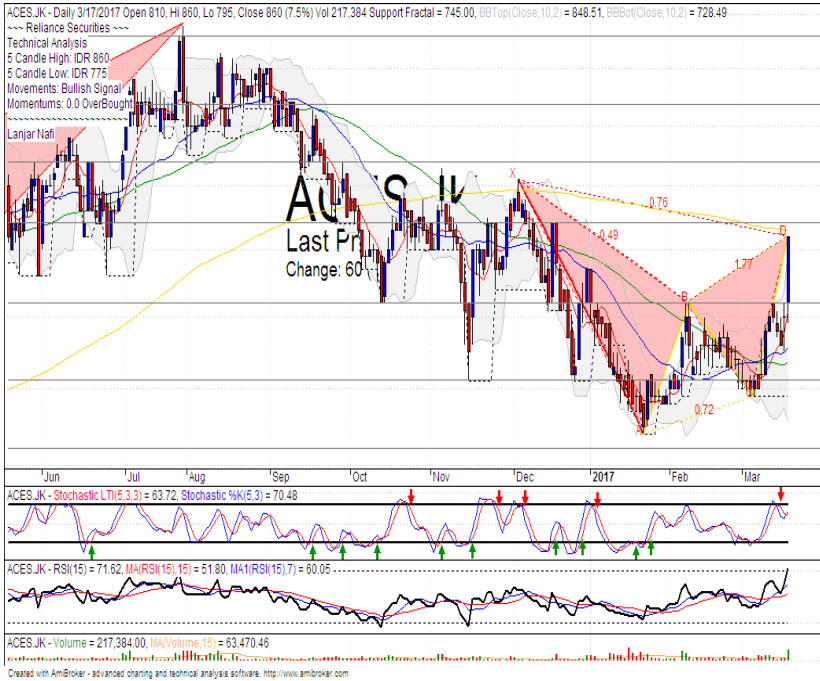 ACES.JK - Daily 3/17/2017 Open 810, Hi 860, Lo 795, Close 860 (7.5%) Vol 217,384 Support Fractal = 745.00, BBTop(Close,10,2) = 848.51, BBBot(Close,10,2) = 728.49
~~~ Reliance Securities ~~~
Technical Analysis
5 Candle High: IDR 860
5 Candle Low: IDR 775
Movements: Bullish Signal
Momentums: 0.0 OverBought
~~~~~~~~~~~~~~~~~~~~~~
Lanjar Nafi
Last Pr
Change: 60
X
0.76
0.49
D
1.77
B
0.72
A
Jun Jul Aug Sep Oct Nov Dec 2017 Feb Mar
ACES.JK - Stochastic LTI(5,3,3) = 63.72, Stochastic %K(5,3) = 70.48
ACES.JK - RSI(15) = 71.62, MA(RSI(15),15) = 51.80, MA1(RSI(15),7) = 60.05
ACES.JK - Volume = 217,384.00, MA(Volume,15) = 63,470.46
Created with AmiBroker - advanced charting and technical analysis software. http://www.amibroker.com